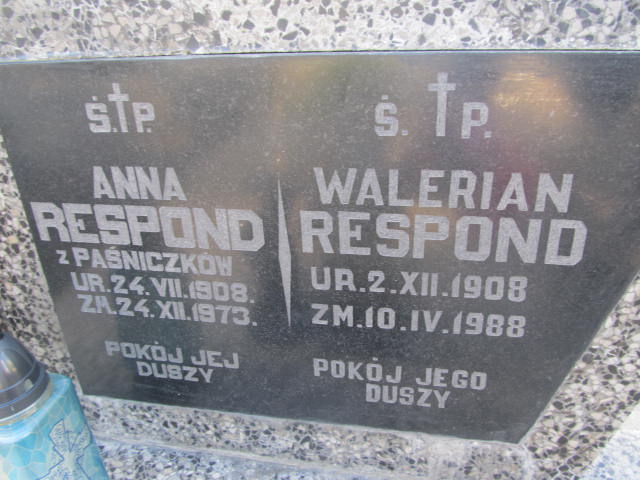 Ś.P.
ANNA
RESPOND
Z PAŚNICZKÓW
UR.24.VII.1908.
ZM.24.XII.1973.
POKÓJ JEJ
DUSZY
Ś. P.
WALERIAN
RESPOND
UR.2.XII.1908
ZM.10.IV.1988
POKÓJ JEGO
DUSZY